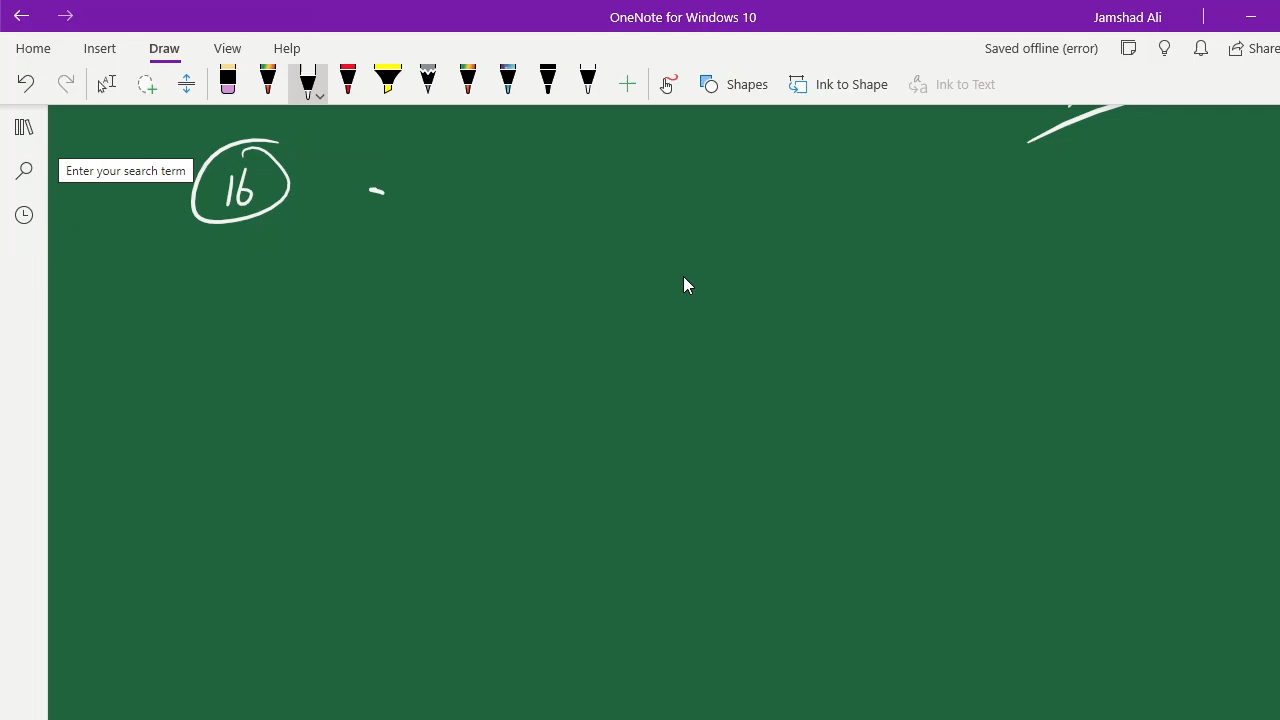 OneNote for Windows 10
Jamshad Ali
Home Insert Draw View Help
Saved offline (error)
Share
Shapes
Ink to Shape
Ink to Text
Enter your search term
16 -